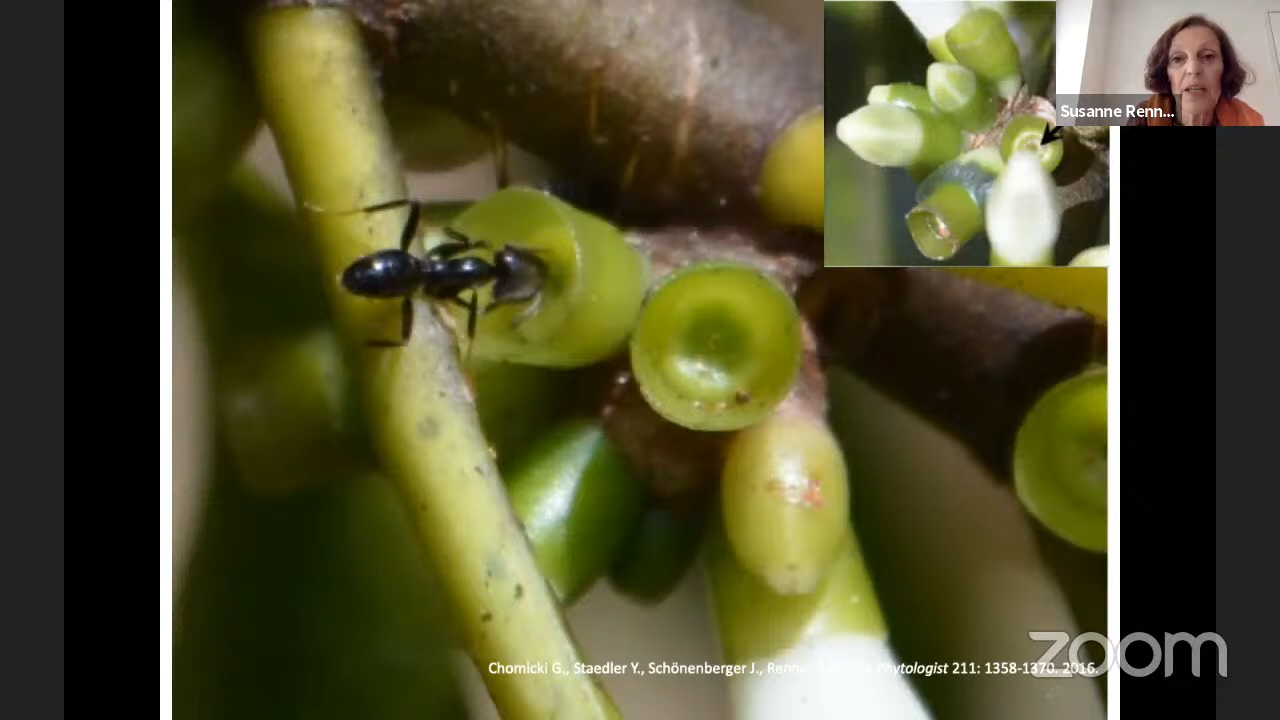 Susanne Renn...
Chomicki G., Staedler Y., Schönenberger J., Renn Phytologist 211: 1358-1370. 2016.
zoom